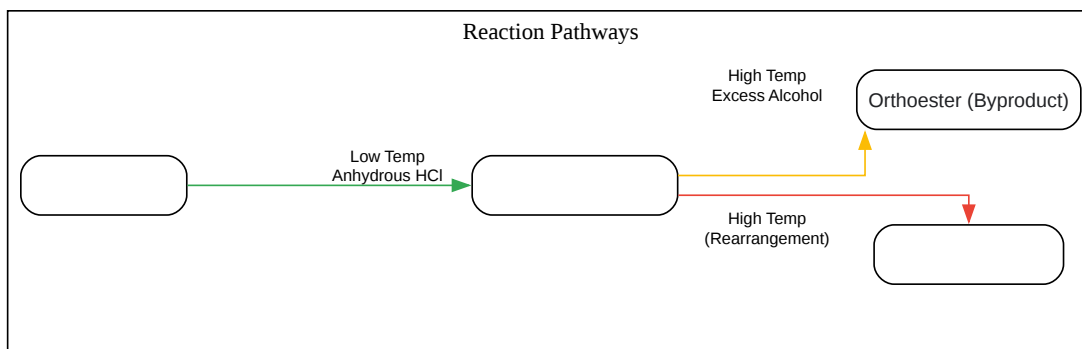 Reaction Pathways
High Temp
Excess Alcohol
Orthoester (Byproduct)
Low Temp
Anhydrous HCl
High Temp
(Rearrangement)